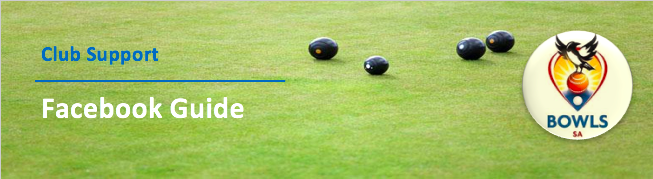 Club Support
Facebook Guide
BOWLS
SA